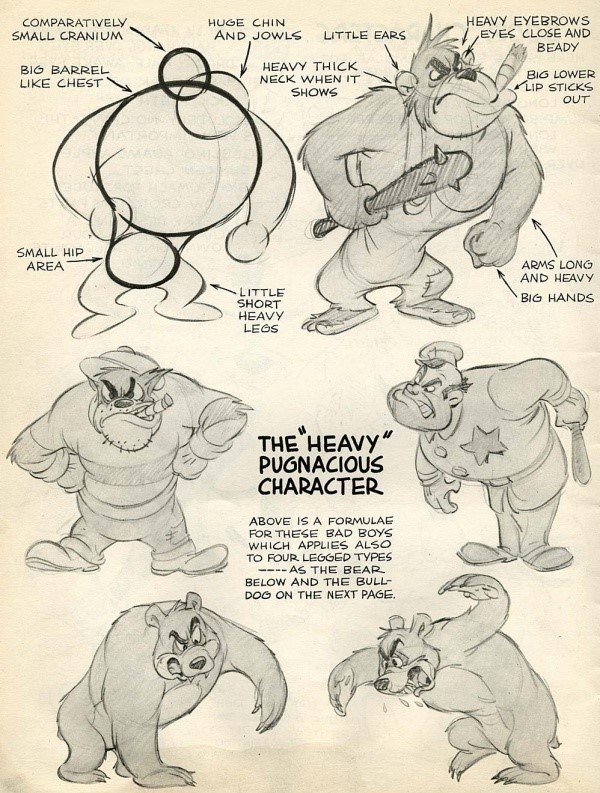 COMPARATIVELY
SMALL CRANIUM
HUGE CHIN
AND JOWLS
LITTLE EARS
HEAVY EYEBROWS
EYES CLOSE AND
BEADY
BIG BARREL
LIKE CHEST
HEAVY THICK
NECK WHEN IT
SHOWS
BIG LOWER
LIP STICKS
OUT
SMALL HIP
AREA
LITTLE
SHORT
HEAVY
LEGS
ARMS LONG
AND HEAVY
BIG HANDS
THE "HEAVY"
PUGNACIOUS
CHARACTER
ABOVE IS A FORMULAE
FOR THESE BAD BOYS
WHICH APPLIES ALSO
TO FOUR LEGGED TYPES
---- AS THE BEAR
BELOW AND THE BULL-
DOG ON THE NEXT PAGE.